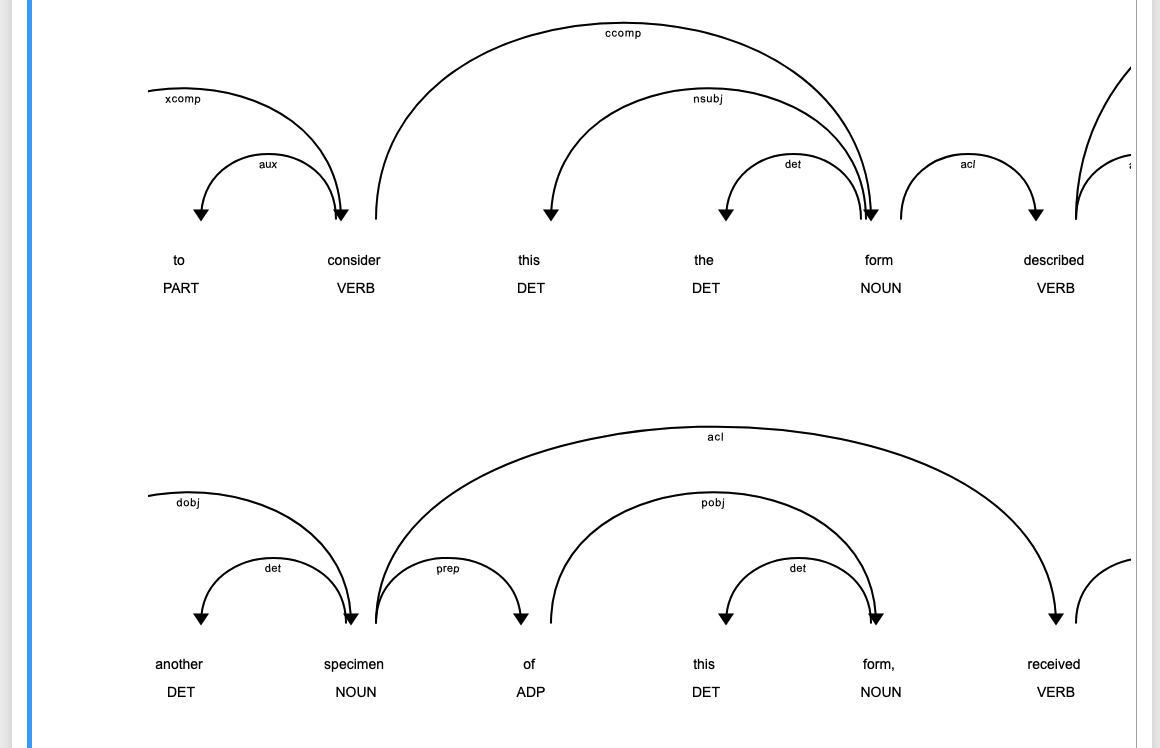 ccomp
xcomp nsubj
aux det acl
to consider this the form described
PART VERB DET DET NOUN VERB
acl
dobj pobj
det prep det
another specimen of this form, received
DET NOUN ADP DET NOUN VERB